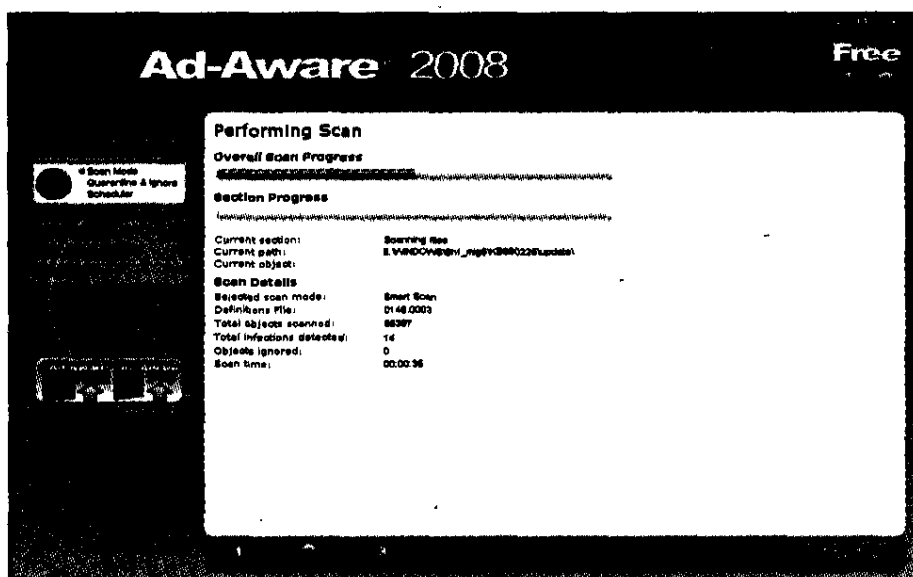 Ad-Aware 2008
Free
Performing Scan
Overall Scan Progress
Scan Mode
Quarantine & Ignore
Scheduler
Section Progress
Current section: Scanning files
Current path:
Current object:
Scan Details
Selected scan mode: Smart Scan
Definitions File: 0146.0003
Total objects scanned:
Total infections detected: 14
Objects ignored: 0
Scan time: 00:00:36